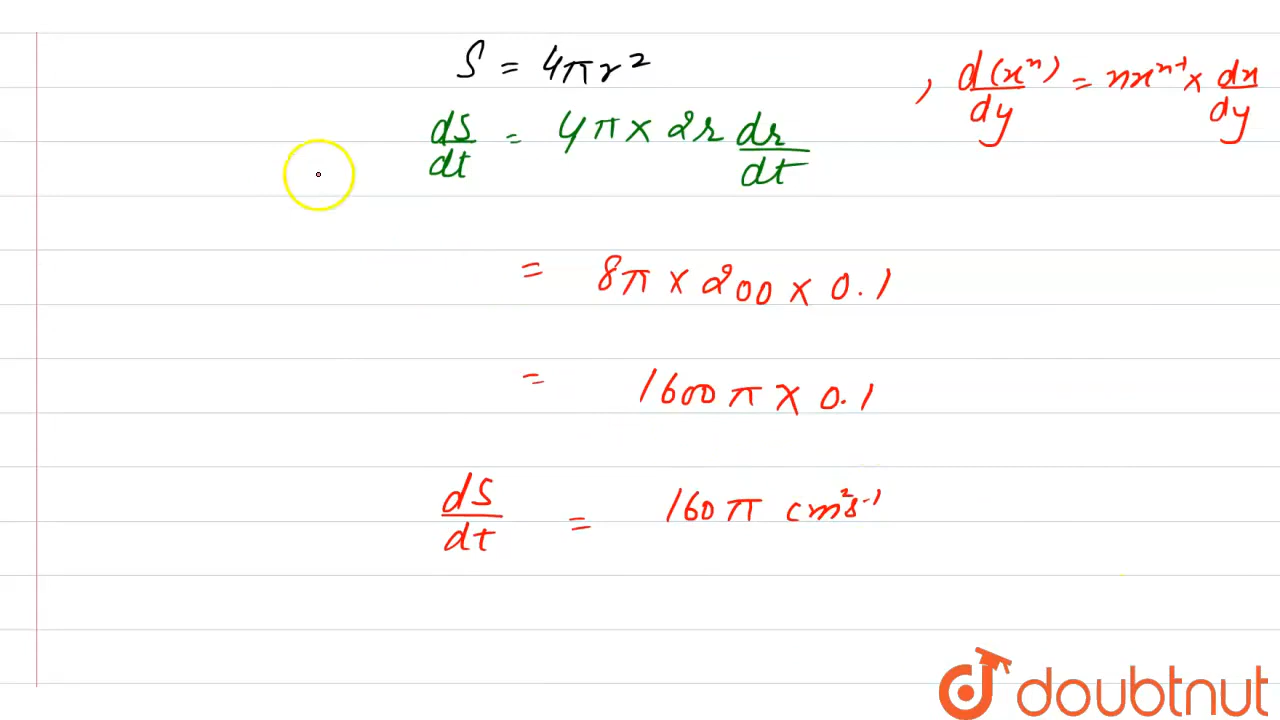 S = 4πr²
, d(xⁿ)/dy = nxⁿ⁻¹ × dx/dy
dS/dt = 4π × 2r dr/dt
= 8π × 200 × 0.1
= 1600π × 0.1
dS/dt = 160π cm²s⁻¹
doubtnut